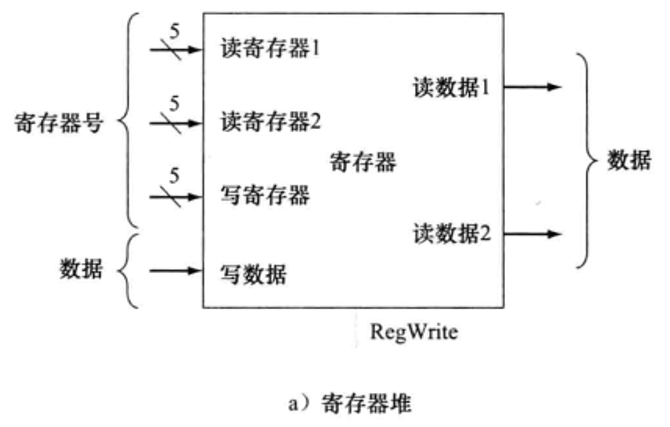 寄存器号
数据
5
读寄存器1
5
读寄存器2
5
写寄存器
写数据
寄存器
读数据1
读数据2
数据
RegWrite
a）寄存器堆